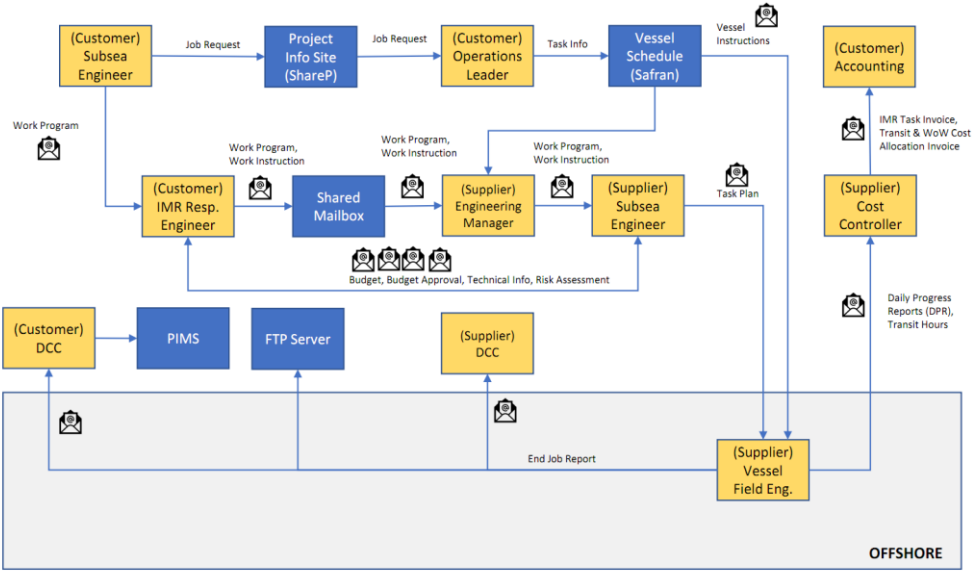 (Customer)
Subsea
Engineer
Job Request
Project
Info Site
(ShareP)
Job Request
(Customer)
Operations
Leader
Task Info
Vessel
Schedule
(Safran)
Vessel
Instructions
(Customer)
Accounting
Work Program
IMR Task Invoice,
Transit & WoW Cost
Allocation Invoice
Work Program,
Work Instruction
Work Program,
Work Instruction
Work Program,
Work Instruction
(Customer)
IMR Resp.
Engineer
Shared
Mailbox
(Supplier)
Engineering
Manager
(Supplier)
Subsea
Engineer
Task Plan
(Supplier)
Cost
Controller
Budget, Budget Approval, Technical Info, Risk Assessment
Daily Progress
Reports (DPR),
Transit Hours
(Customer)
DCC
PIMS
FTP Server
(Supplier)
DCC
End Job Report
(Supplier)
Vessel
Field Eng.
OFFSHORE